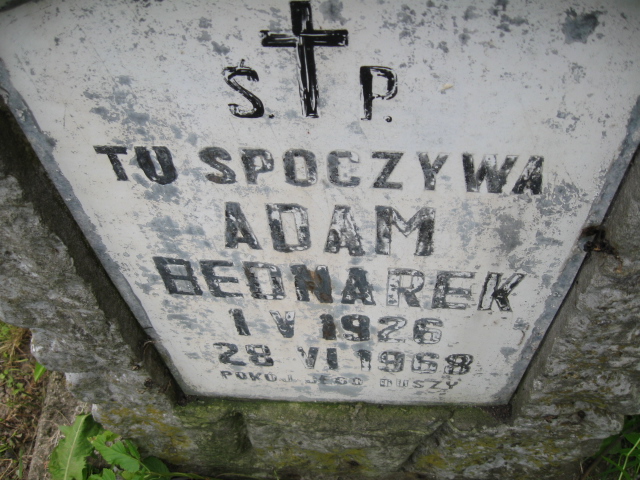 Ś. P.
TU SPOCZYWA
ADAM
BEDNAREK
1 V 1926
28 VI 1968
POKÓJ JEGO DUSZY